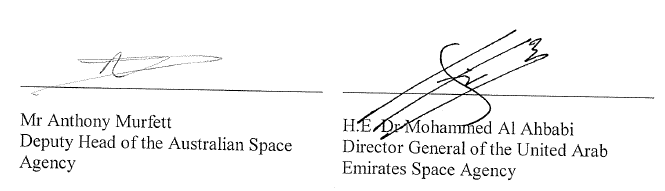 Mr Anthony Murfett
Deputy Head of the Australian Space
Agency
H.E. Dr Mohammed Al Ahbabi
Director General of the United Arab
Emirates Space Agency